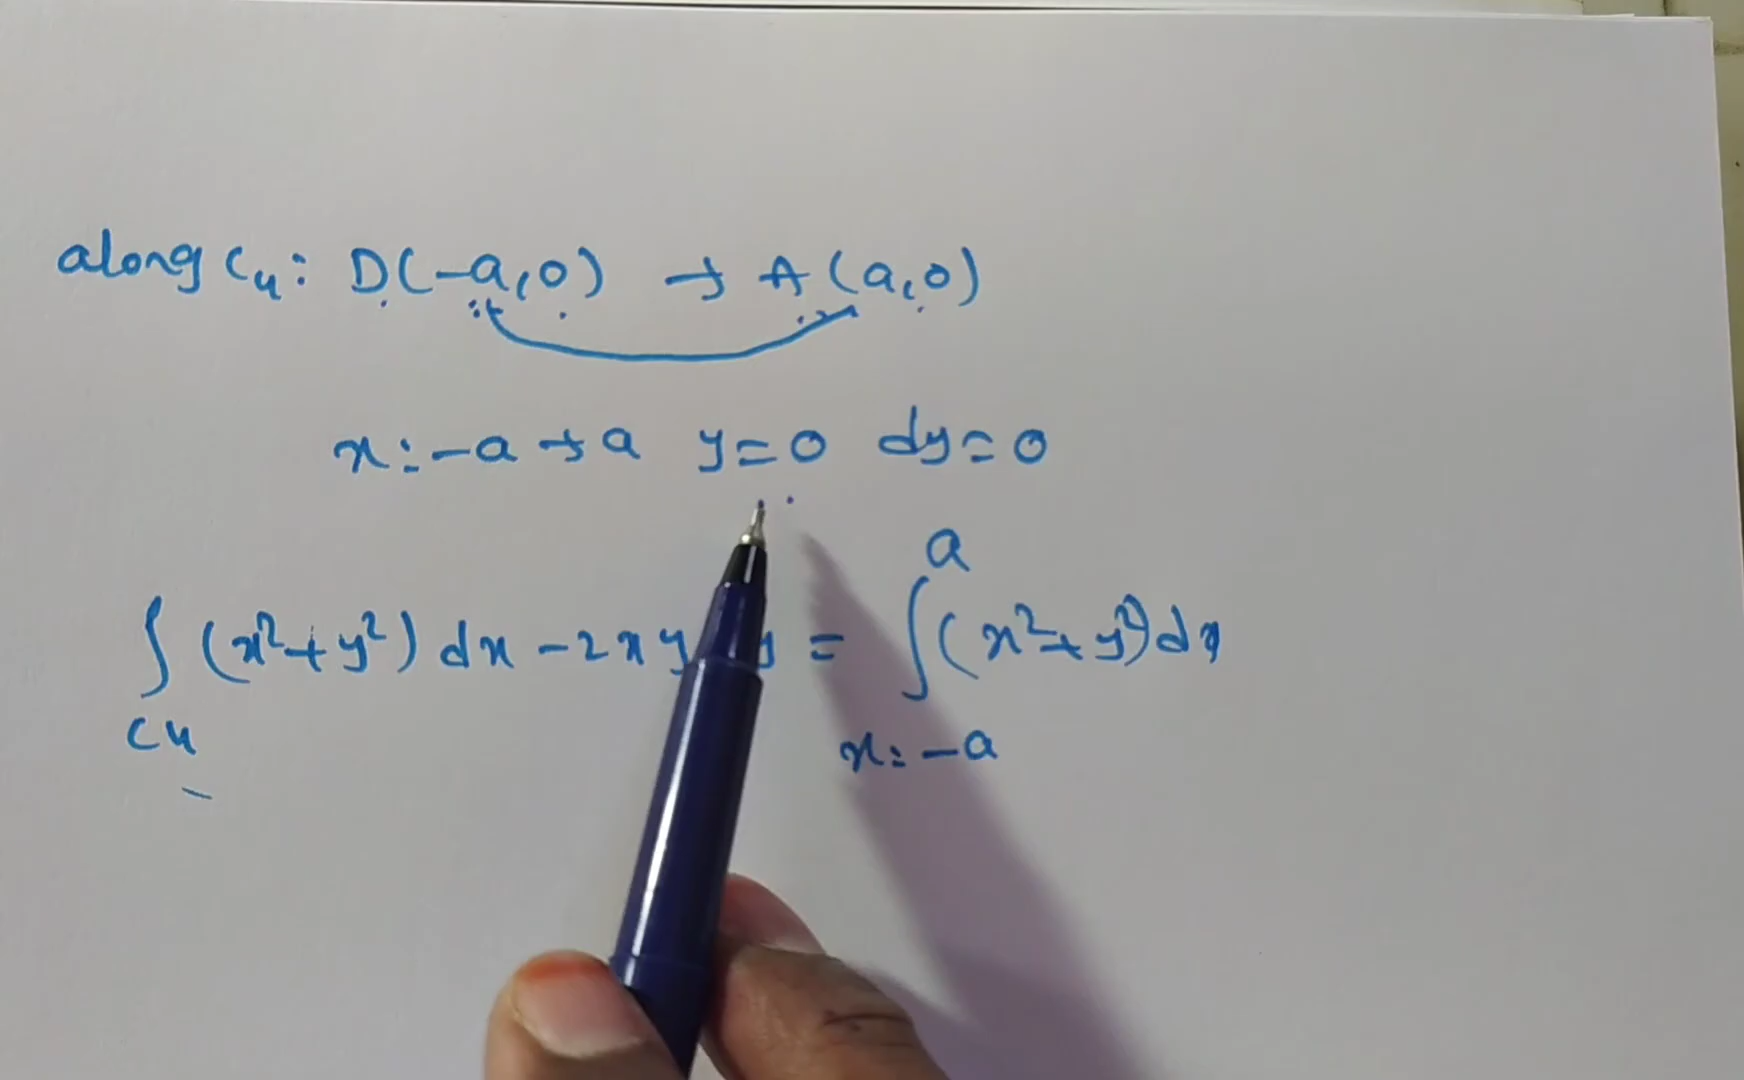 along C4: D(-a,0) → A(a,0)
x: -a → a y=0 dy=0
a
∫ (x²+y²) dx -2xy y = ∫ (x²+y²) dx
C4 x=-a